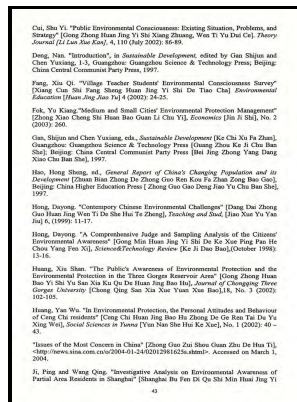 Cui, Shu Yi. "Public Environmental Consciousness: Existing Situation, Problems, and
Strategy" [Gong Zhong Huan Jing Yi Shi Xiang Zhuang, Wen Ti Yu Dui Ce]. Theory
Journal [Li Lun Xue Kan], 4, 110 (July 2002): 86-89.
Deng, Nan. "Introduction", in Sustainable Development, edited by Gan Shijun and
Chen Yuxiang, 1-3, Guangzhou: Guangzhou Science & Technology Press; Beijing:
China Central Communist Party Press, 1997.
Fang, Xiu Qi. "Village Teacher Students' Environmental Consciousness Survey"
[Xiang Cun Shi Fang Sheng Huan Jing Yi Shi De Tiao Cha] Environmental
Education [Huan Jing Jiao Yu] 4 (2002): 24-25.
Fok, Yu Kiang. "Medium and Small Cities' Environmental Protection Management"
[Zhong Xiao Cheng Shi Huan Bao Guan Li Chu Yi], Economics [Jin Ji Shi], No. 2
(2003): 260.
Gan, Shijun and Chen Yuxiang, eds., Sustainable Development [Ke Chi Xu Fa Zhan],
Guangzhou: Guangzhou Science & Technology Press [Guang Zhou Ke Ji Chu Ban
She]; Beijing: China Central Communist Party Press [Bei Jing Zhong Yang Dang
Xiao Chu Ban She], 1997.
Hao, Hong Sheng, ed., General Report of China's Changing Population and its
Development [Zhuan Bian Zhong De Zhong Guo Ren Kou Fa Zhan Zong Bao Gao],
Beijing: China Higher Education Press [ Zhong Guo Gao Deng Jiao Yu Chu Ban She],
1997.
Hong, Dayong. "Contemporary Chinese Environmental Challenges" [Dang Dai Zhong
Guo Huan Jing Wen Ti De Shi Hui Te Zheng], Teaching and Stud, [Jiao Xue Yu Yan
Jiu] 6, (1999): 11-17.
Hong, Dayong. "A Comprehensive Judge and Sampling Analysis of the Citizens'
Environmental Awareness" [Gong Min Huan Jing Yi Shi De Ke Xue Ping Pan He
Chou Yang Fen Xi], Science&Technology Review [Ke Ji Dao Bao],(October 1998):
13-16.
Huang, Xia Shan. "The Public's Awareness of Environmental Protection and the
Environmental Protection in the Three Gorges Reservoir Area" [Gong Zhong Huan
Bao Yi Shi Yu San Xia Ku Qu De Huan Jing Bao Hu], Journal of Chongqing Three
Gorges University [Chong Qing San Xia Xue Yuan Xue Bao],18, No. 3 (2002):
102-105.
Huang, Yan Wu. "In Environmental Protection, the Personal Attitudes and Behaviour
of Ceng Chi residents" [Ceng Chi Huan Jing Bao Hu Zhong De Ge Ren Tai Du Yu
Xing Wei], Social Sciences in Yunna [Yun Nan She Hui Ke Xue], No. 1 (2002): 40 –
43.
"Issues of the Most Concern in China" [Zhong Guo Zui Shou Guan Zhu De Hua Ti],
<http://news.sina.com.cn/o/2004-01-24/02012981625s.shtml>. Accessed on March 1,
2004.
Ji, Ping and Wang Qing. "Investigative Analysis on Environmental Awareness of
Partial Area Residents in Shanghai" [Shanghai Bu Fen Di Qu Shi Min Huai Jing Yi
43